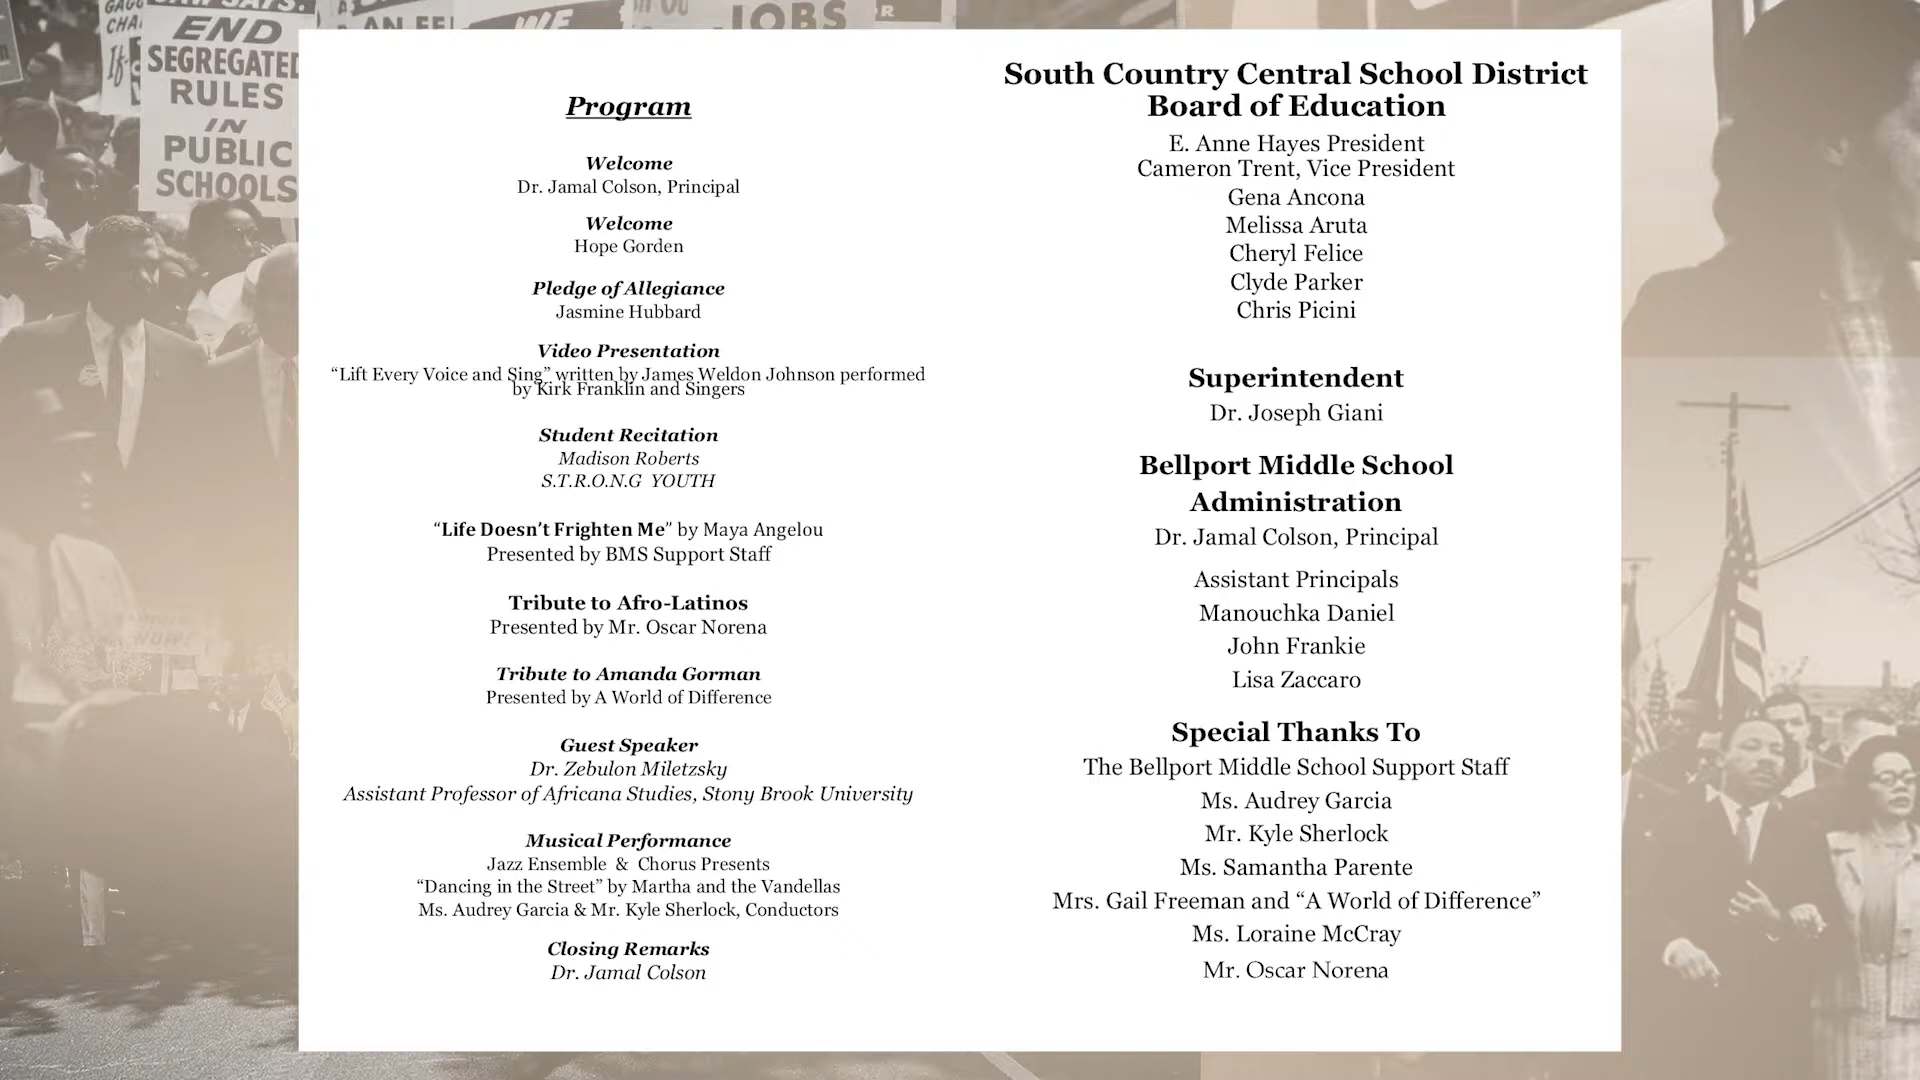 SAYS:
END
SEGREGATED
RULES
IN
PUBLIC
SCHOOLS
WE
JOBS
Program
Welcome
Dr. Jamal Colson, Principal
Welcome
Hope Gorden
Pledge of Allegiance
Jasmine Hubbard
Video Presentation
“Lift Every Voice and Sing” written by James Weldon Johnson performed
by Kirk Franklin and Singers
Student Recitation
Madison Roberts
S.T.R.O.N.G YOUTH
“Life Doesn’t Frighten Me” by Maya Angelou
Presented by BMS Support Staff
Tribute to Afro-Latinos
Presented by Mr. Oscar Norena
Tribute to Amanda Gorman
Presented by A World of Difference
Guest Speaker
Dr. Zebulon Miletzsky
Assistant Professor of Africana Studies, Stony Brook University
Musical Performance
Jazz Ensemble & Chorus Presents
“Dancing in the Street” by Martha and the Vandellas
Ms. Audrey Garcia & Mr. Kyle Sherlock, Conductors
Closing Remarks
Dr. Jamal Colson
South Country Central School District
Board of Education
E. Anne Hayes President
Cameron Trent, Vice President
Gena Ancona
Melissa Aruta
Cheryl Felice
Clyde Parker
Chris Picini
Superintendent
Dr. Joseph Giani
Bellport Middle School
Administration
Dr. Jamal Colson, Principal
Assistant Principals
Manouchka Daniel
John Frankie
Lisa Zaccaro
Special Thanks To
The Bellport Middle School Support Staff
Ms. Audrey Garcia
Mr. Kyle Sherlock
Ms. Samantha Parente
Mrs. Gail Freeman and “A World of Difference”
Ms. Loraine McCray
Mr. Oscar Norena